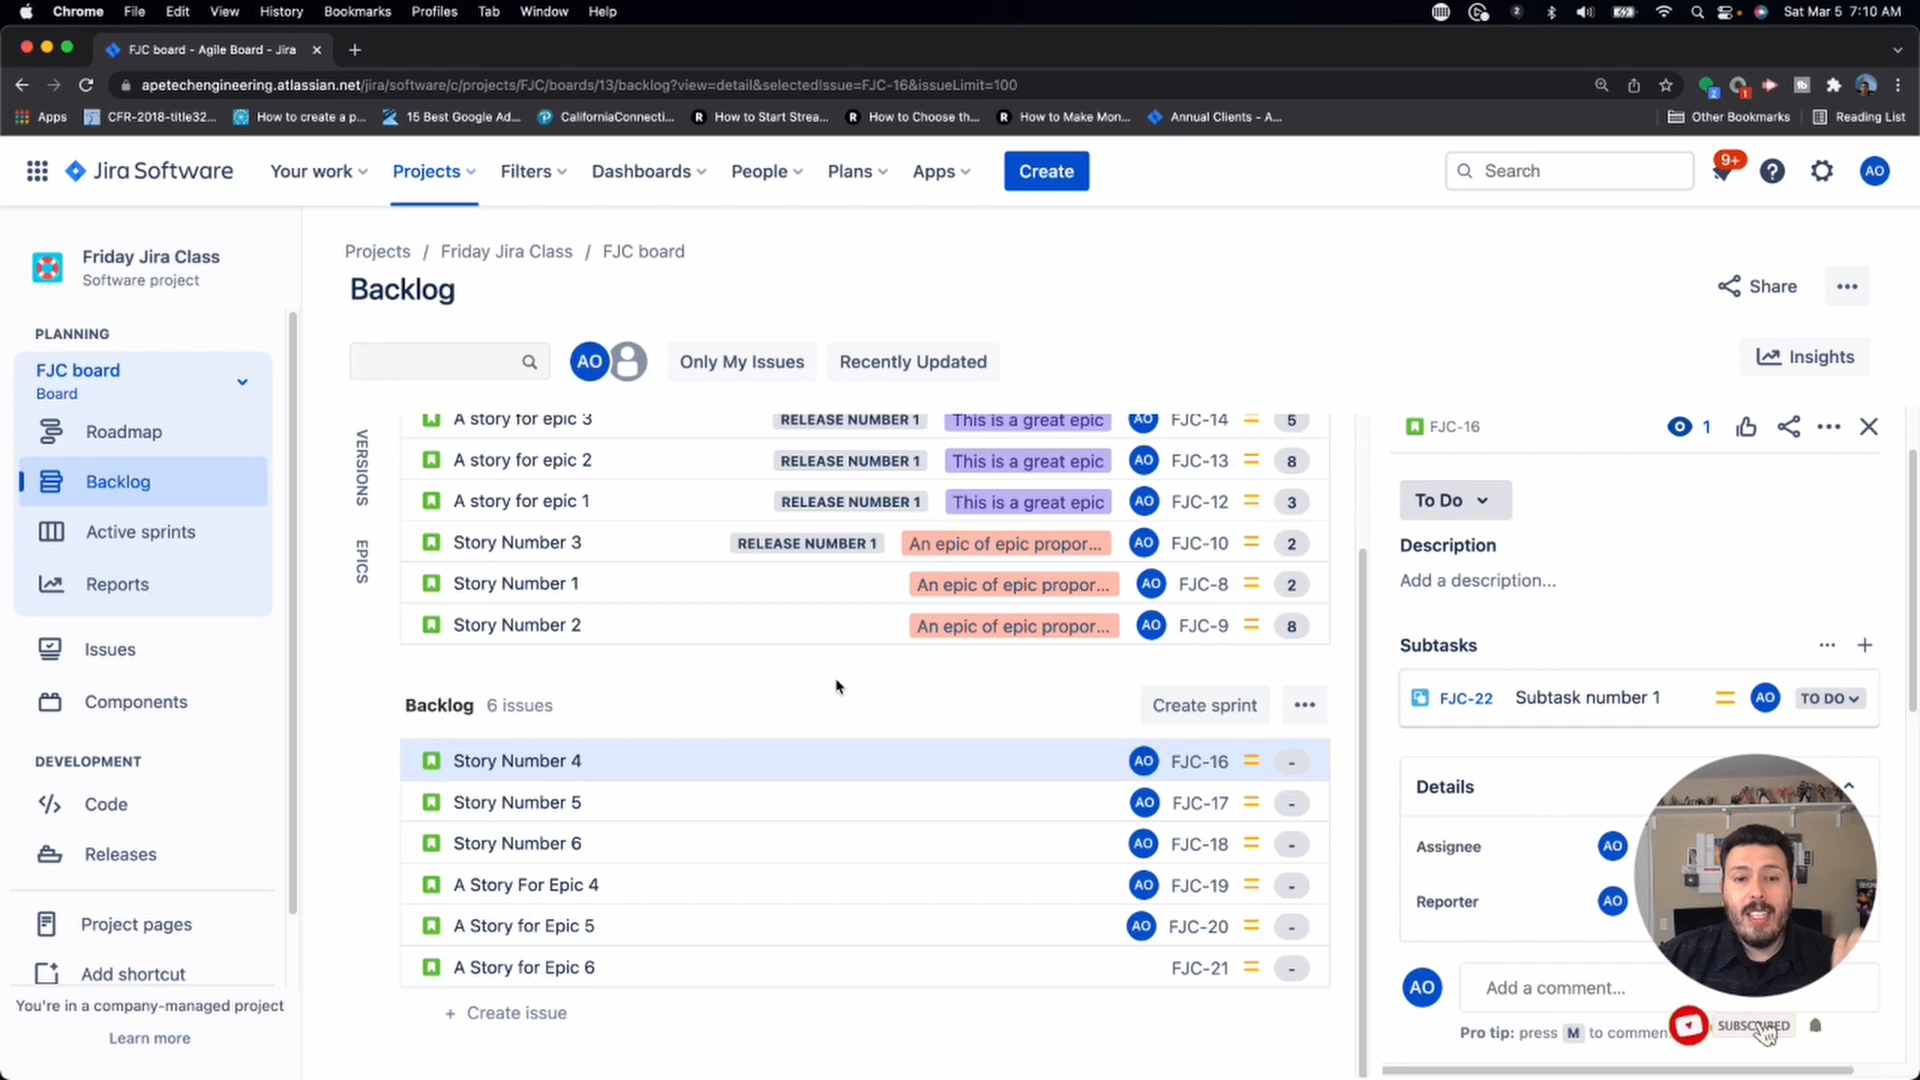 Chrome File Edit View History Bookmarks Profiles Tab Window Help
2
Sat Mar 5 7:10 AM
FJC board - Agile Board - Jira
apetechengineering.atlassian.net/jira/software/c/projects/FJC/boards/13/backlog?view=detail&selectedIssue=FJC-16&issueLimit=100
2
1
Apps CFR-2018-title32... How to create a p... 15 Best Google Ad... CaliforniaConnecti... How to Start Strea... How to Choose th... How to Make Mon... Annual Clients - A... Other Bookmarks Reading List
Jira Software Your work Projects Filters Dashboards People Plans Apps Create Search 9+ AO
Friday Jira Class
Software project
PLANNING
FJC board
Board
Roadmap
Backlog
Active sprints
Reports
Issues
Components
DEVELOPMENT
Code
Releases
Project pages
Add shortcut
You're in a company-managed project
Learn more
Projects / Friday Jira Class / FJC board
Backlog
Share
AO Only My Issues Recently Updated Insights
VERSIONS
EPICS
A story for epic 3 RELEASE NUMBER 1 This is a great epic AO FJC-14 5
A story for epic 2 RELEASE NUMBER 1 This is a great epic AO FJC-13 8
A story for epic 1 RELEASE NUMBER 1 This is a great epic AO FJC-12 3
Story Number 3 RELEASE NUMBER 1 An epic of epic propor... AO FJC-10 2
Story Number 1 An epic of epic propor... AO FJC-8 2
Story Number 2 An epic of epic propor... AO FJC-9 8
Backlog 6 issues Create sprint
Story Number 4 AO FJC-16 -
Story Number 5 AO FJC-17 -
Story Number 6 AO FJC-18 -
A Story For Epic 4 AO FJC-19 -
A Story for Epic 5 AO FJC-20 -
A Story for Epic 6 FJC-21 -
+ Create issue
FJC-16 1
To Do
Description
Add a description...
Subtasks
FJC-22 Subtask number 1 AO TO DO
Details
Assignee AO
Reporter AO
AO Add a comment...
Pro tip: press M to commen
SUBSCRIBED